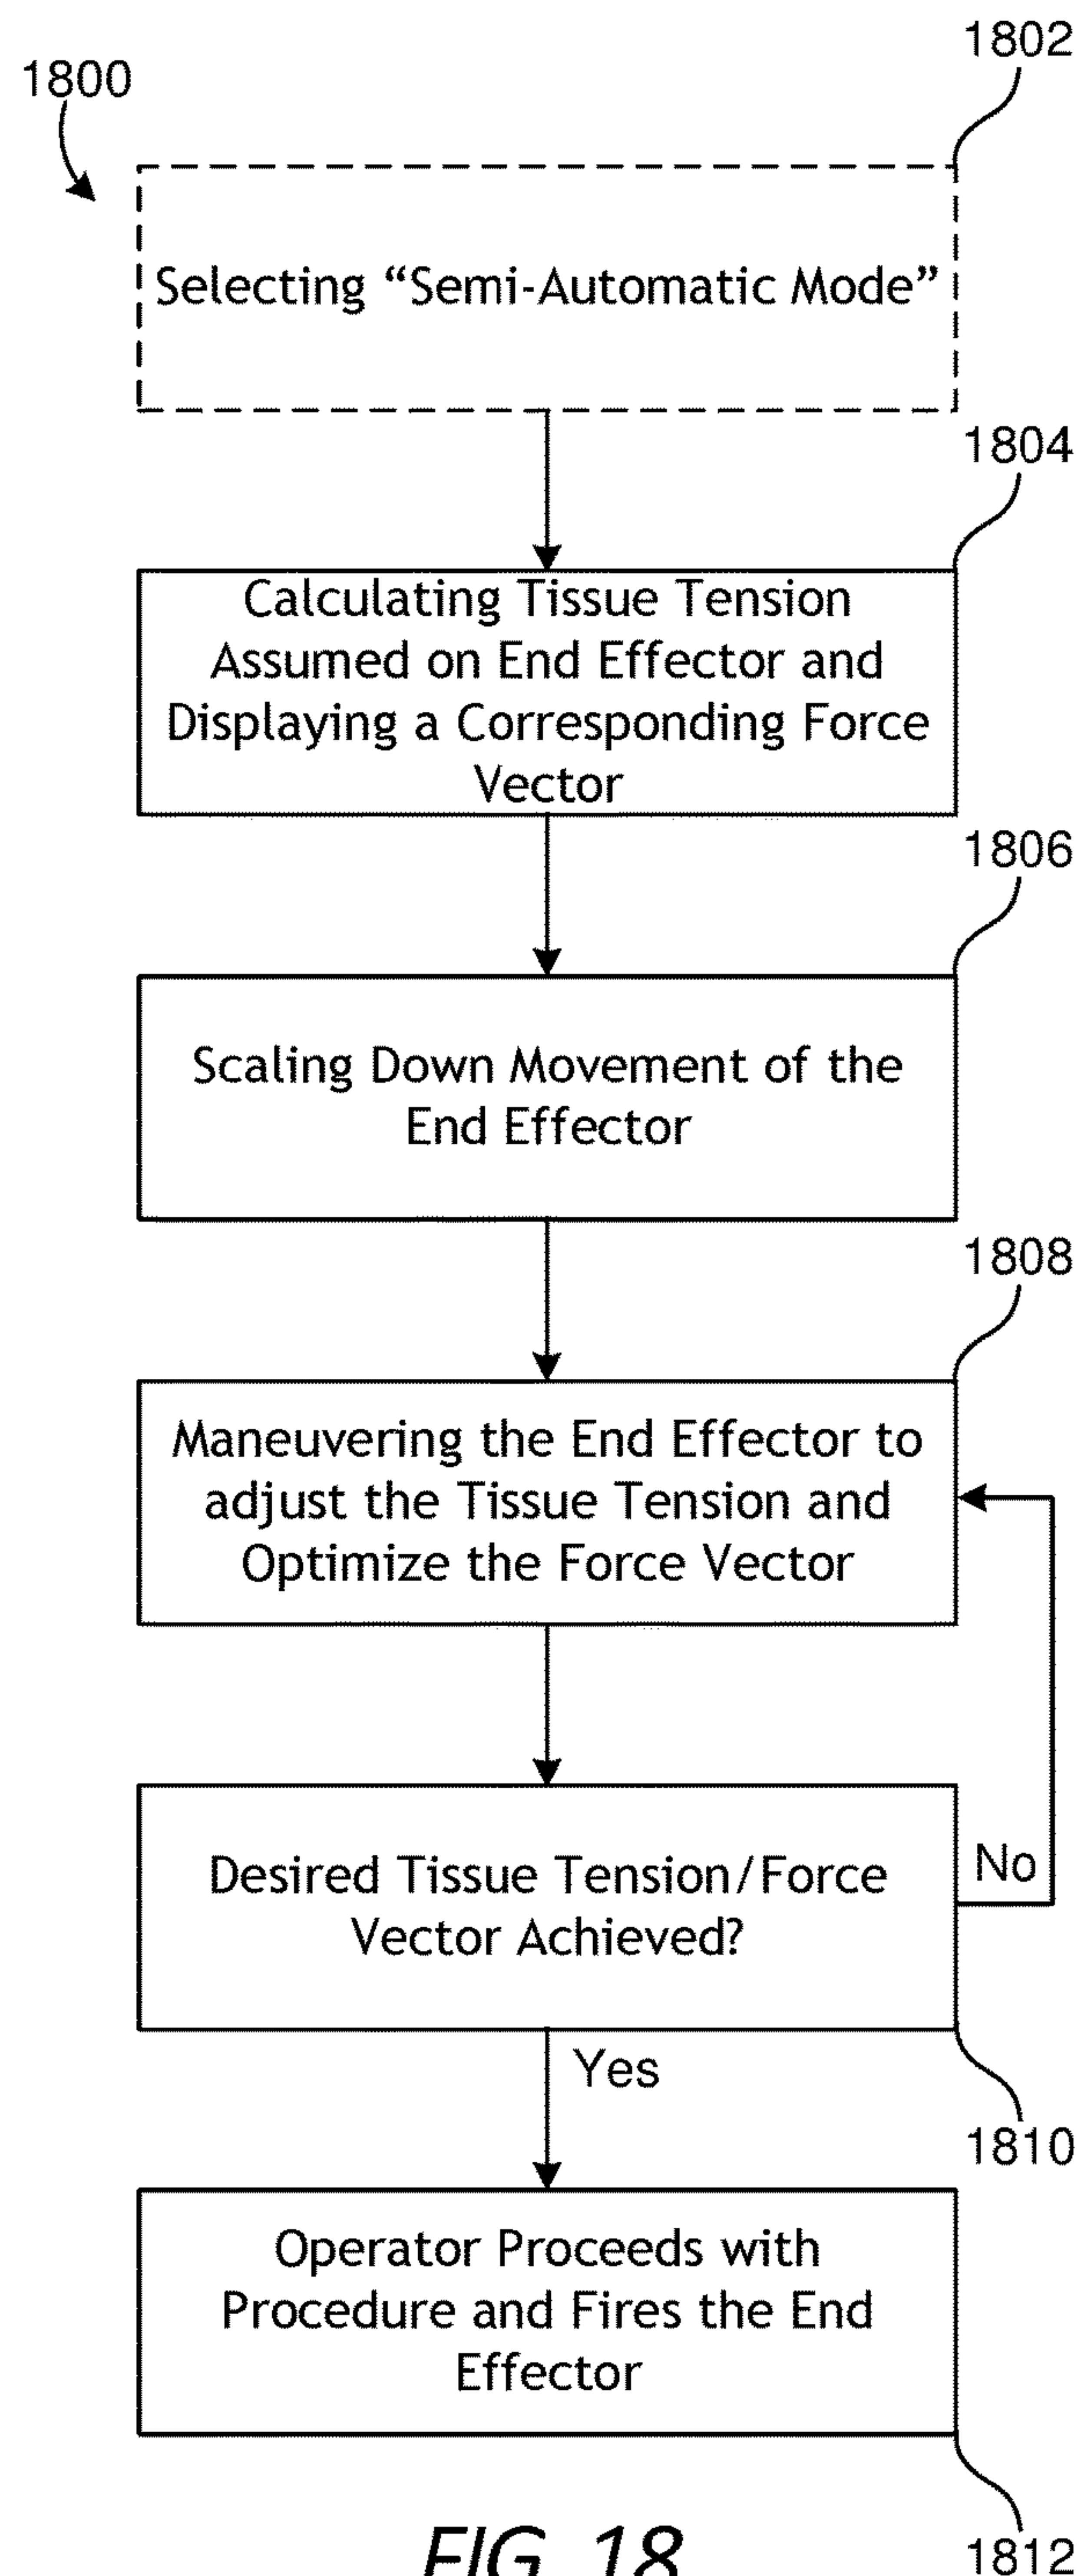 1802
1800
Selecting “Semi-Automatic Mode”
1804
Calculating Tissue Tension
Assumed on End Effector and
Displaying a Corresponding Force
Vector
1806
Scaling Down Movement of the
End Effector
1808
Maneuvering the End Effector to
adjust the Tissue Tension and
Optimize the Force Vector
Desired Tissue Tension/Force
Vector Achieved?
No
Yes
1810
Operator Proceeds with
Procedure and Fires the End
Effector
1812
FIG. 18